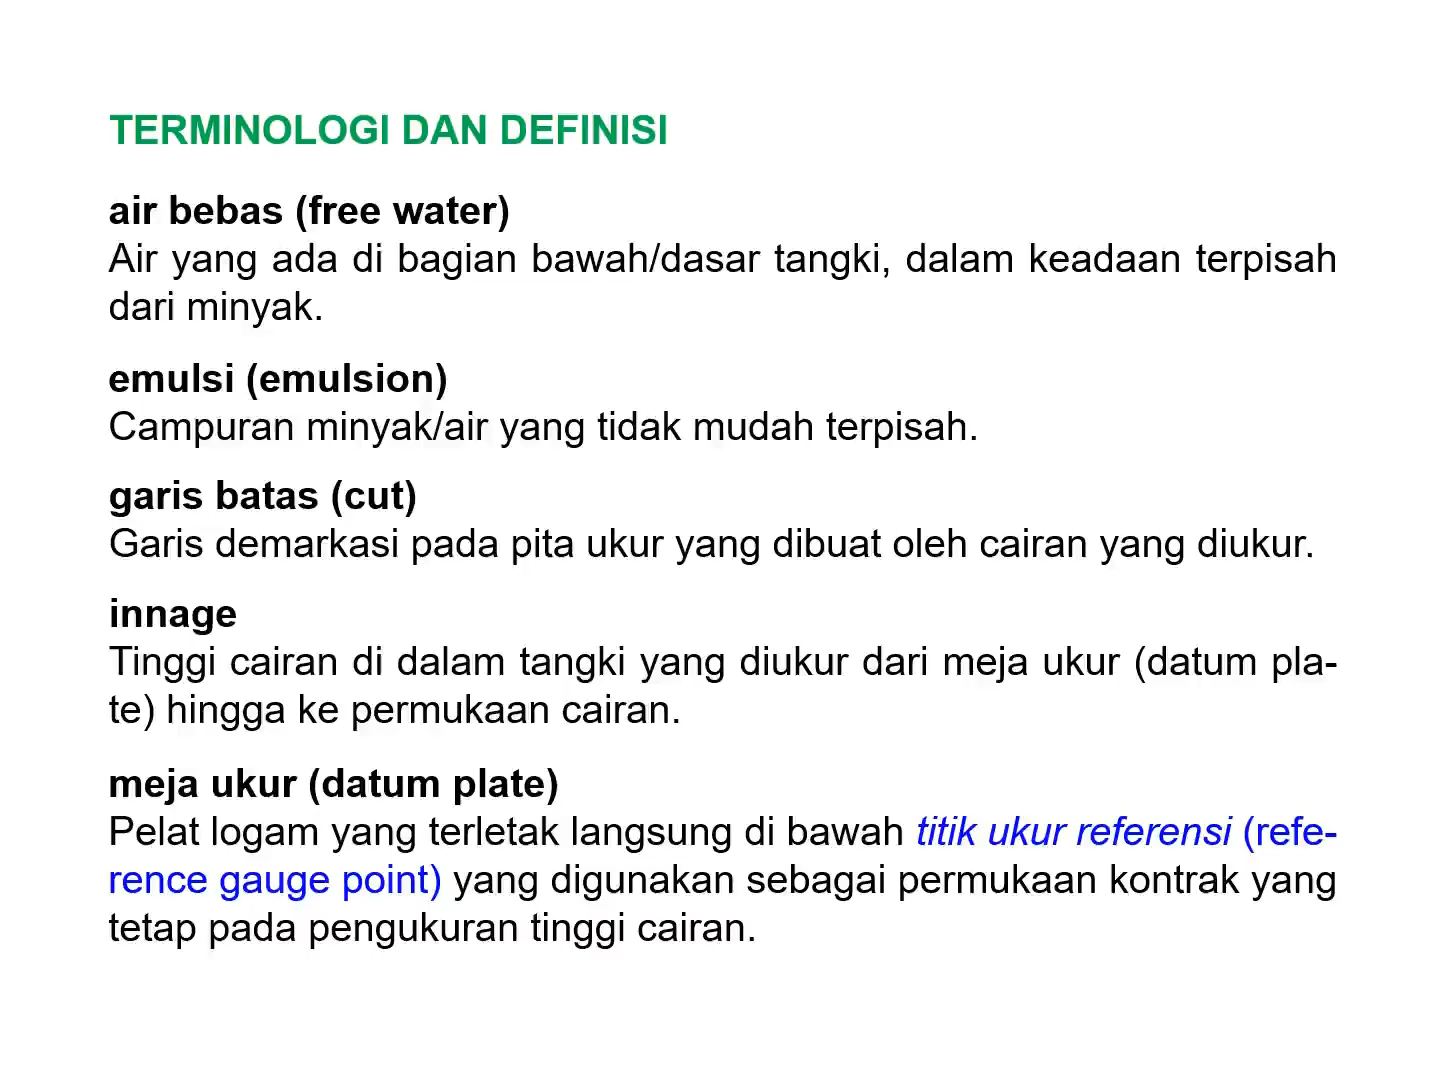 TERMINOLOGI DAN DEFINISI
air bebas (free water)
Air yang ada di bagian bawah/dasar tangki, dalam keadaan terpisah
dari minyak.
emulsi (emulsion)
Campuran minyak/air yang tidak mudah terpisah.
garis batas (cut)
Garis demarkasi pada pita ukur yang dibuat oleh cairan yang diukur.
innage
Tinggi cairan di dalam tangki yang diukur dari meja ukur (datum pla-
te) hingga ke permukaan cairan.
meja ukur (datum plate)
Pelat logam yang terletak langsung di bawah titik ukur referensi (refe-
rence gauge point) yang digunakan sebagai permukaan kontrak yang
tetap pada pengukuran tinggi cairan.